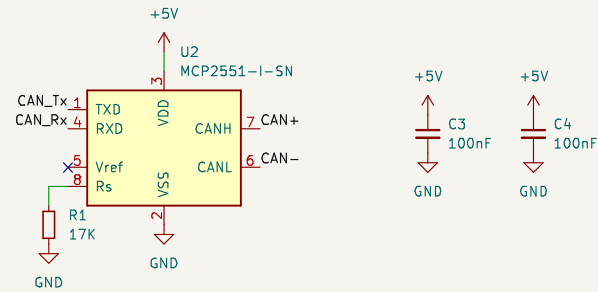 +5V
U2
MCP2551-I-SN
3
VDD
CAN_Tx 1 TXD
CAN_Rx 4 RXD
CANH 7 CAN+
5 Vref
CANL 6 CAN-
8 Rs
VSS
2
R1
17K
GND
GND
+5V
C3
100nF
GND
+5V
C4
100nF
GND